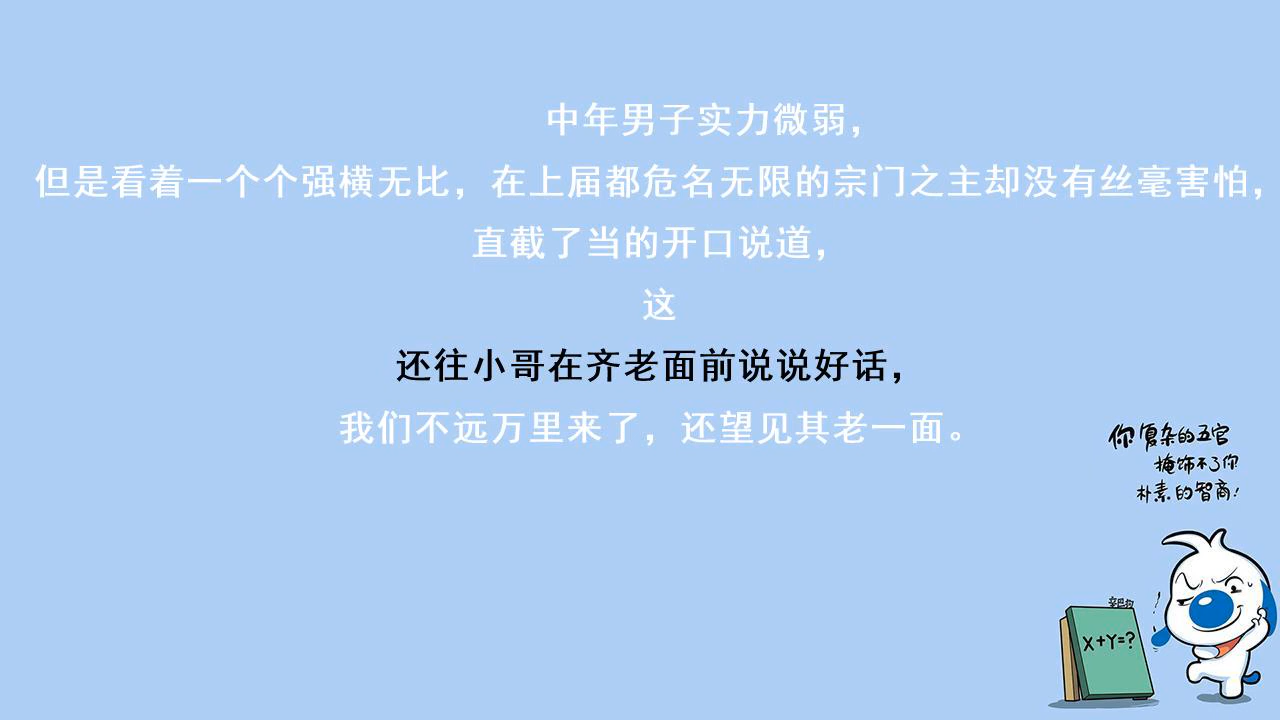 中年男子实力微弱，
但是看着一个个强横无比，在上届都危名无限的宗门之主却没有丝毫害怕，
直截了当的开口说道，
这
还往小哥在齐老面前说说好话，
我们不远万里来了，还望见其老一面。
你复杂的五官
掩饰不了你
朴素的智商！
X+Y=?